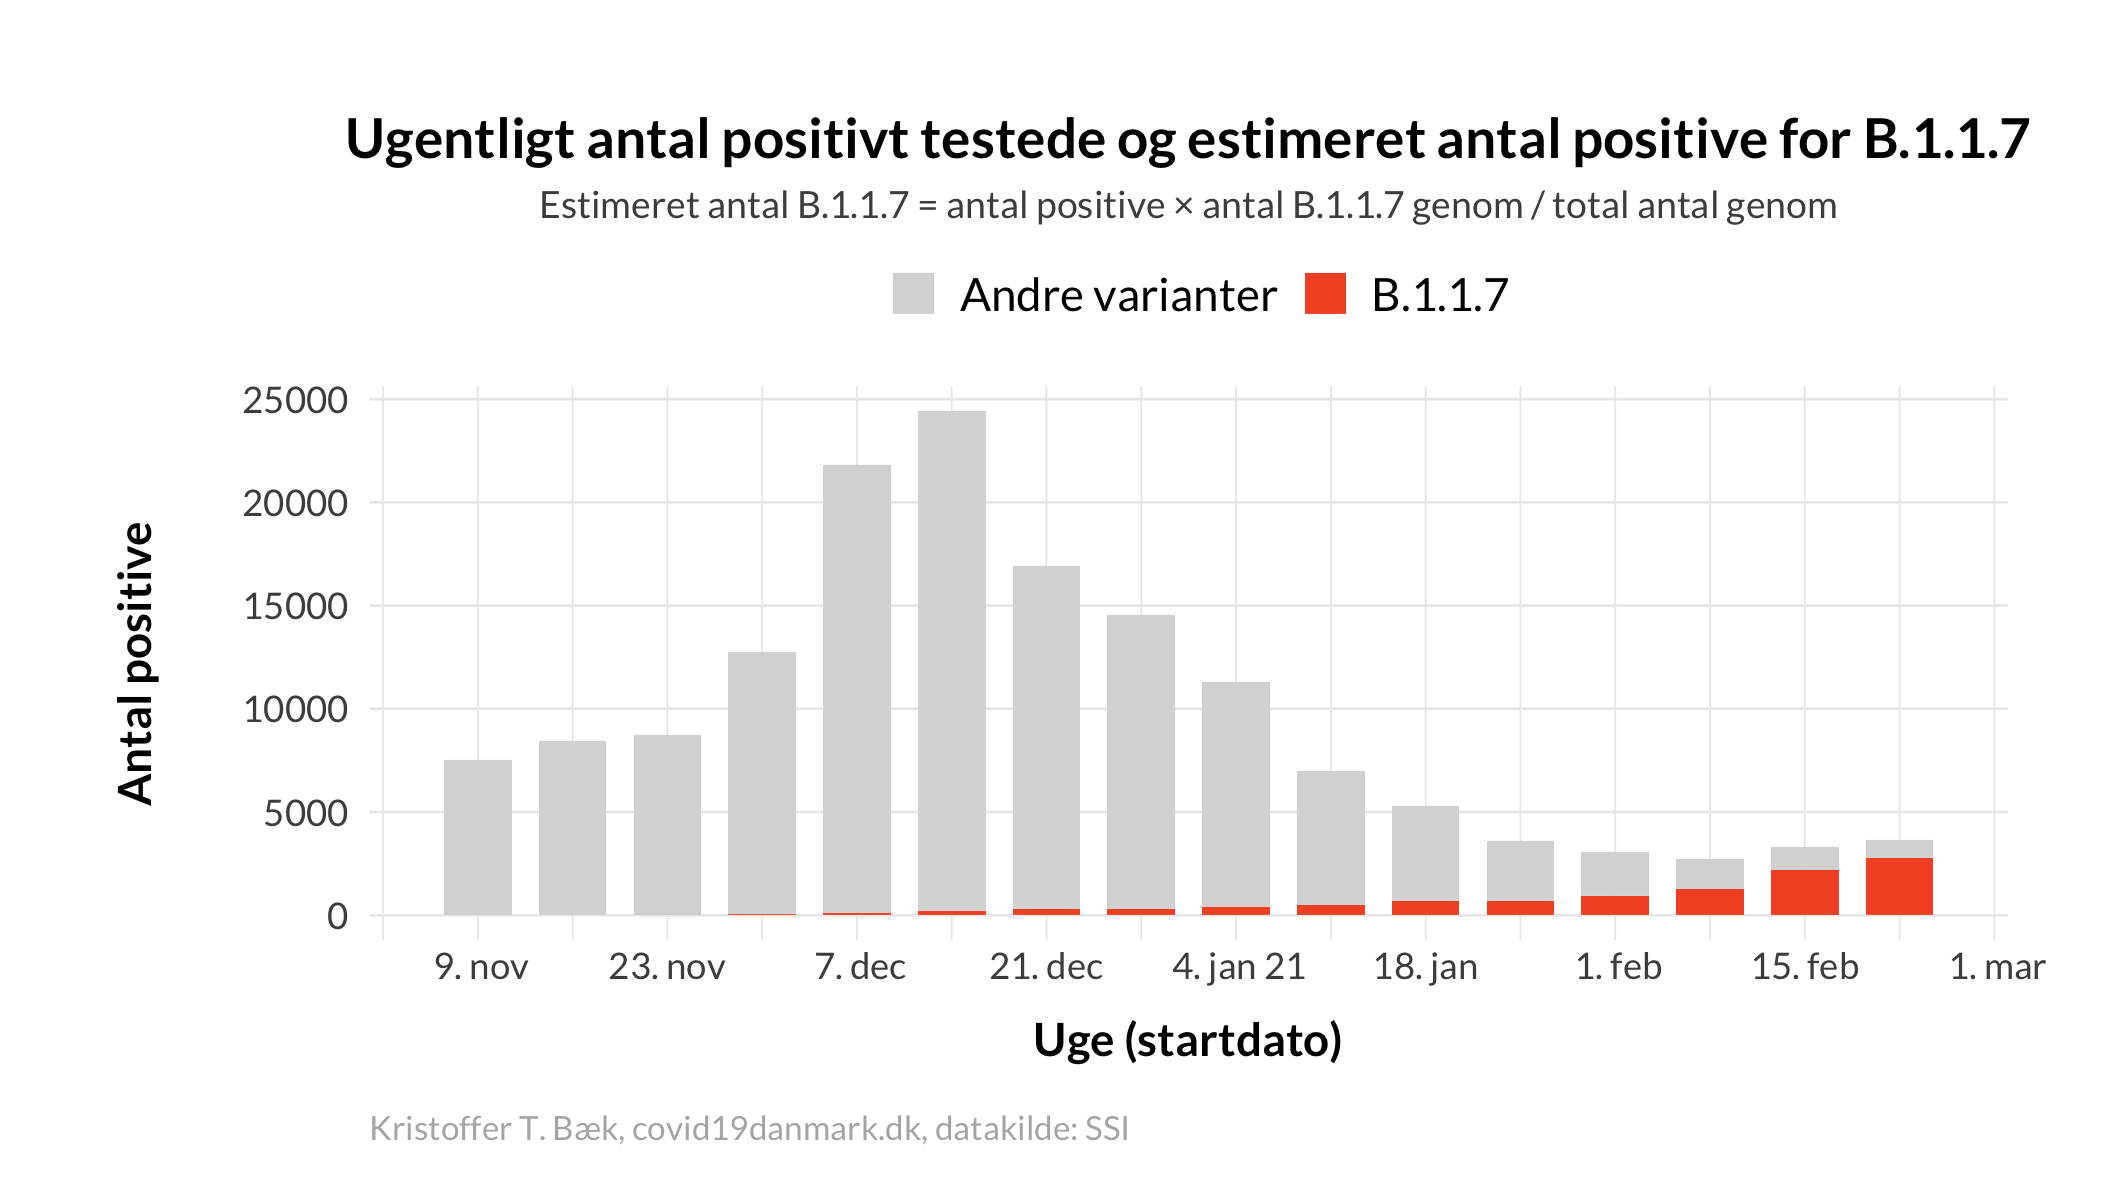 Ugentligt antal positivt testede og estimeret antal positive for B.1.1.7
Estimeret antal B.1.1.7 = antal positive × antal B.1.1.7 genom / total antal genom
Andre varianter B.1.1.7
Antal positive
25000
20000
15000
10000
5000
0
9. nov 23. nov 7. dec 21. dec 4. jan 21 18. jan 1. feb 15. feb 1. mar
Uge (startdato)
Kristoffer T. Bæk, covid19danmark.dk, datakilde: SSI